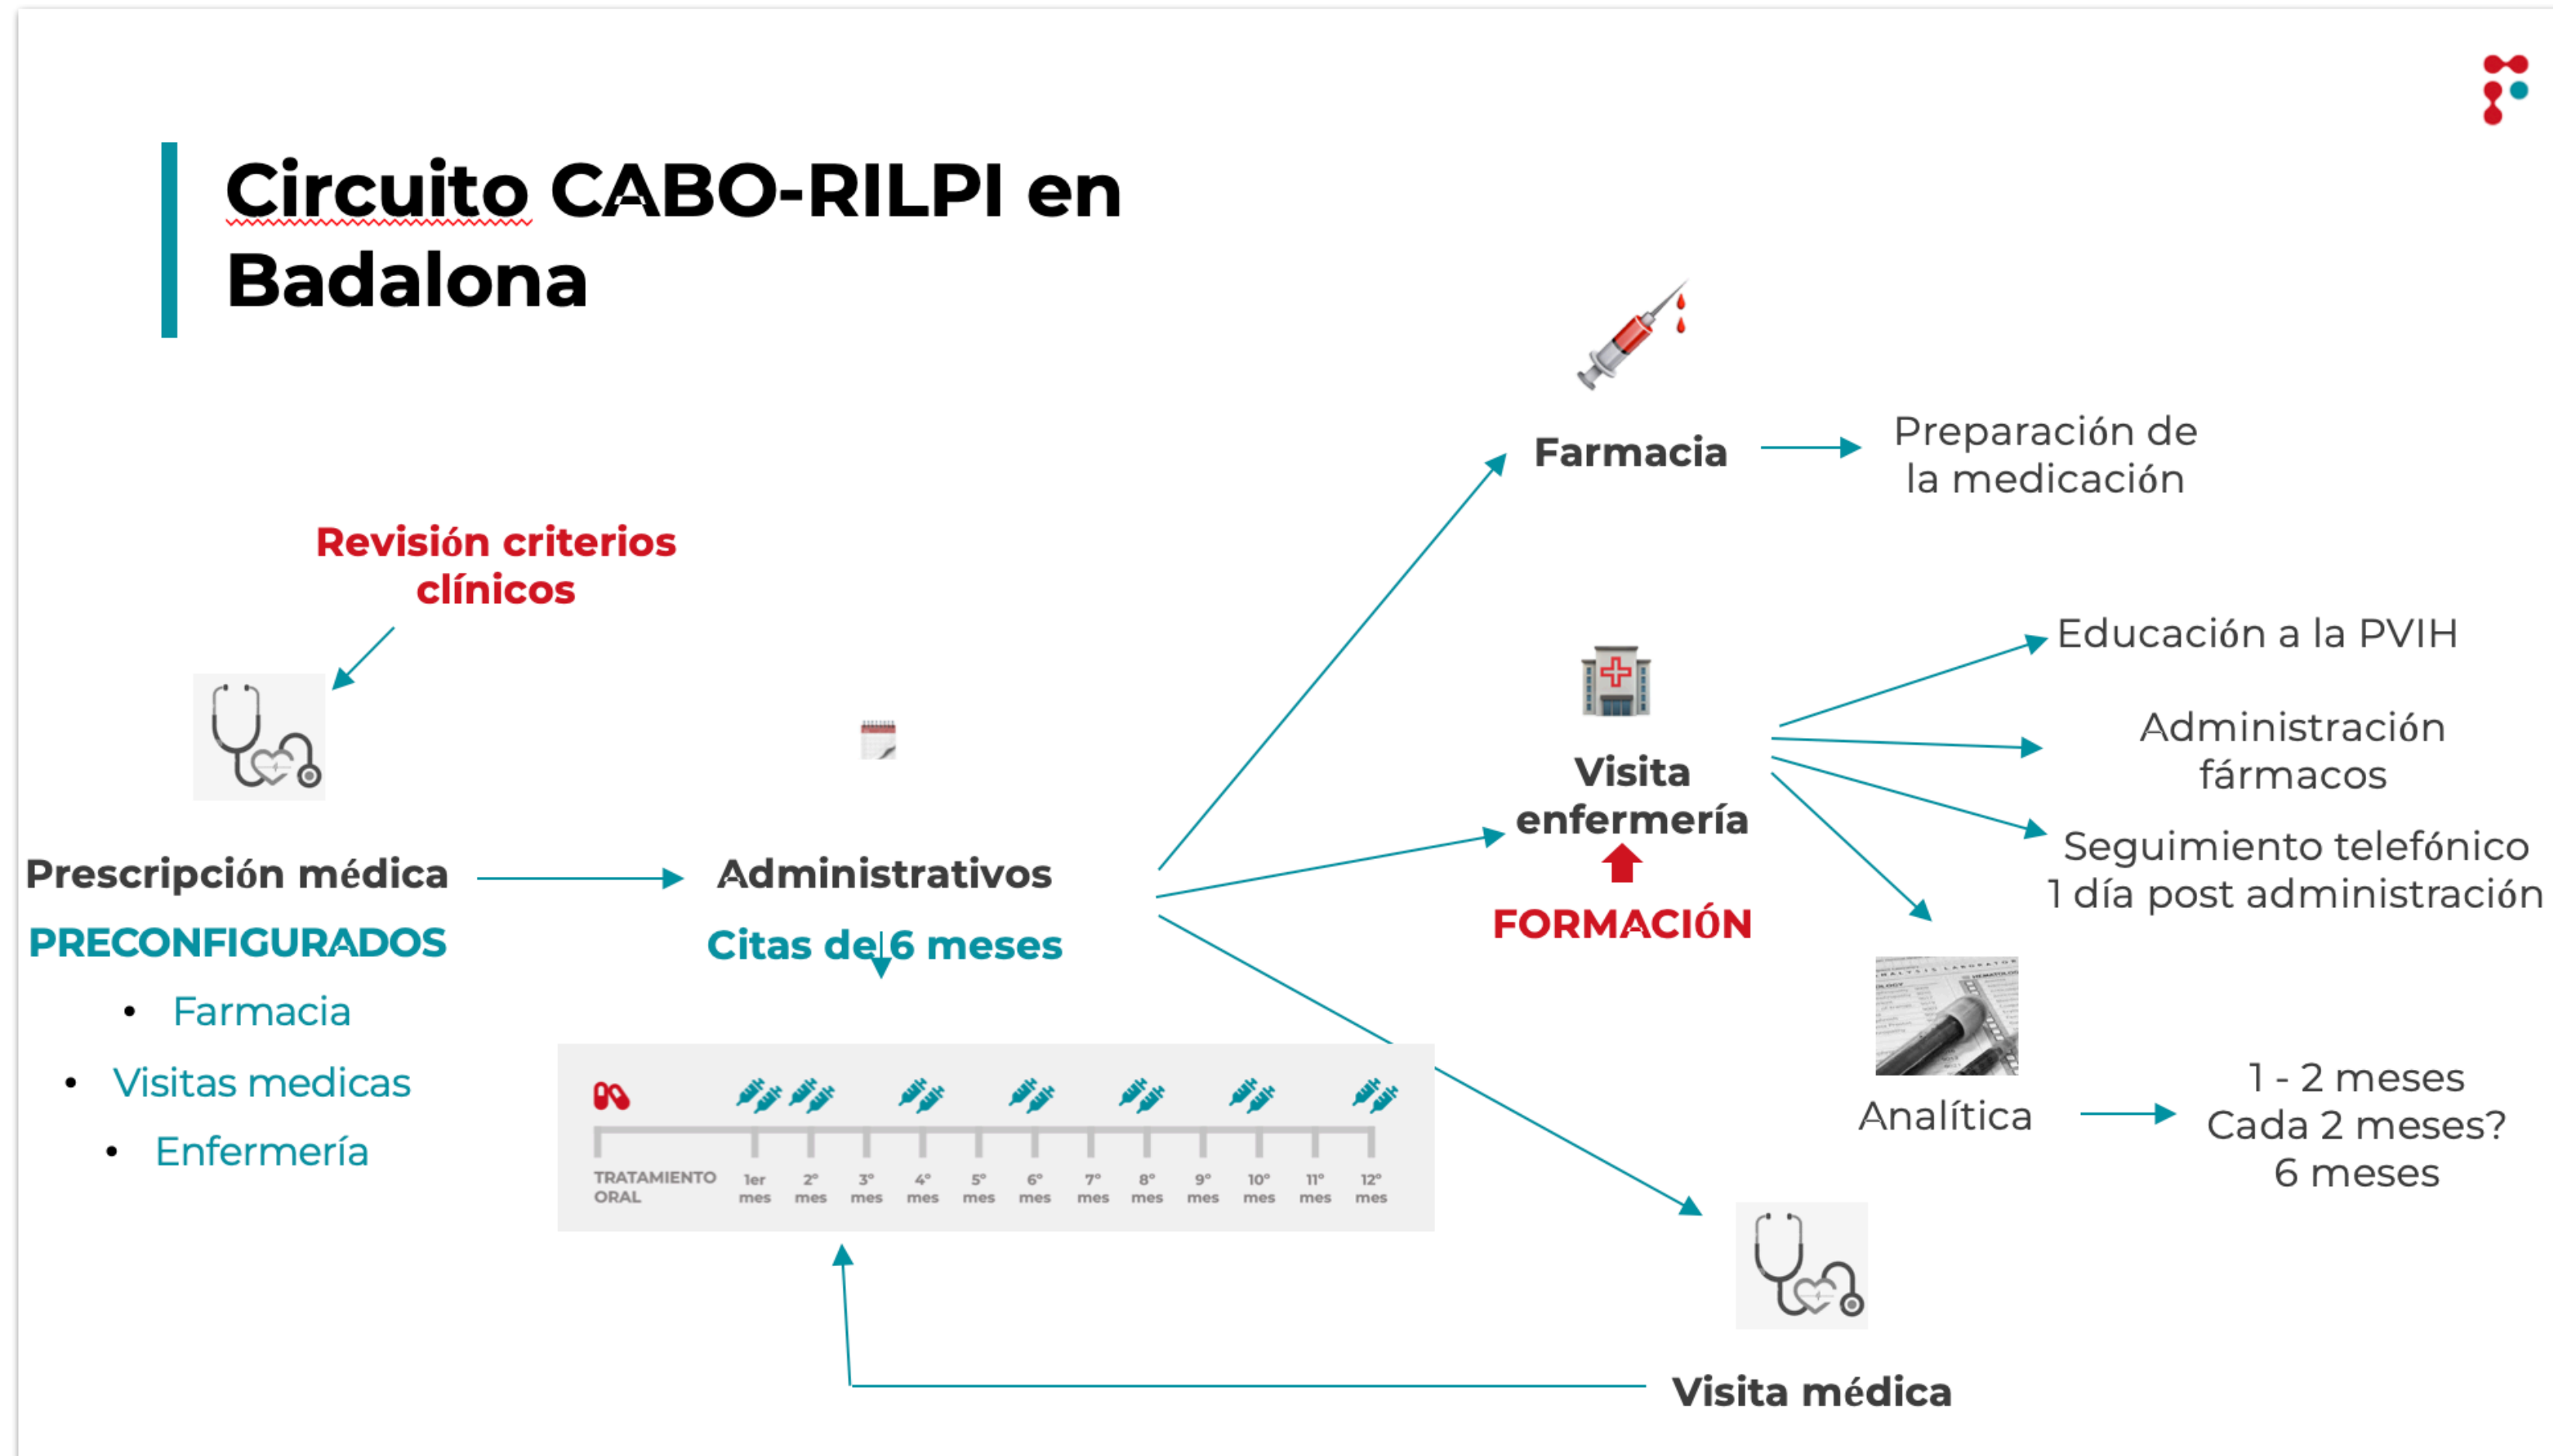 Circuito CABO-RILPI en
Badalona
Revisión criterios
clínicos
Prescripción médica
PRECONFIGURADOS
• Farmacia
• Visitas medicas
• Enfermería
Administrativos
Citas de 6 meses
TRATAMIENTO
ORAL
1er
mes
2º
mes
3º
mes
4º
mes
5º
mes
6º
mes
7º
mes
8º
mes
9º
mes
10º
mes
11º
mes
12º
mes
Farmacia
Preparación de
la medicación
Visita
enfermería
FORMACIÓN
Educación a la PVIH
Administración
fármacos
Seguimiento telefónico
1 día post administración
Analítica
1 - 2 meses
Cada 2 meses?
6 meses
Visita médica